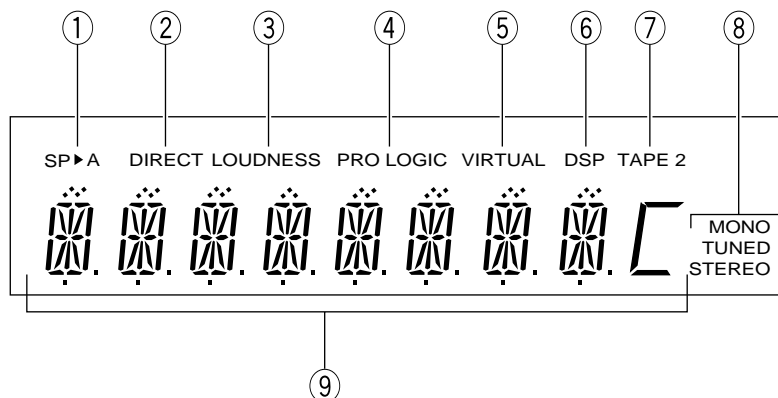 ① ② ③ ④ ⑤ ⑥ ⑦ ⑧
SP▶A DIRECT LOUDNESS PRO LOGIC VIRTUAL DSP TAPE 2
MONO
TUNED
STEREO
⑨